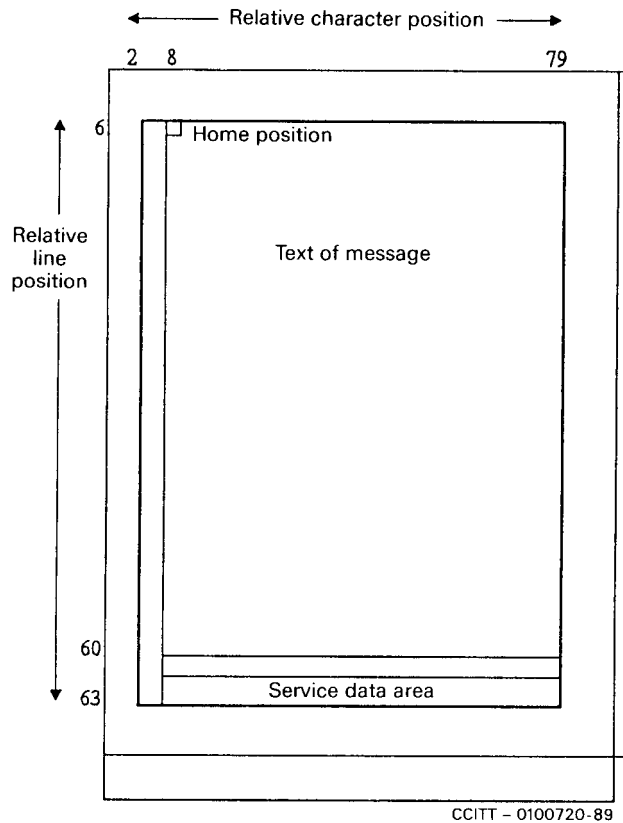 Relative character position
2 8 79
6
Home position
Text of message
Relative
line
position
60
63
Service data area
CCITT – 0100720-89